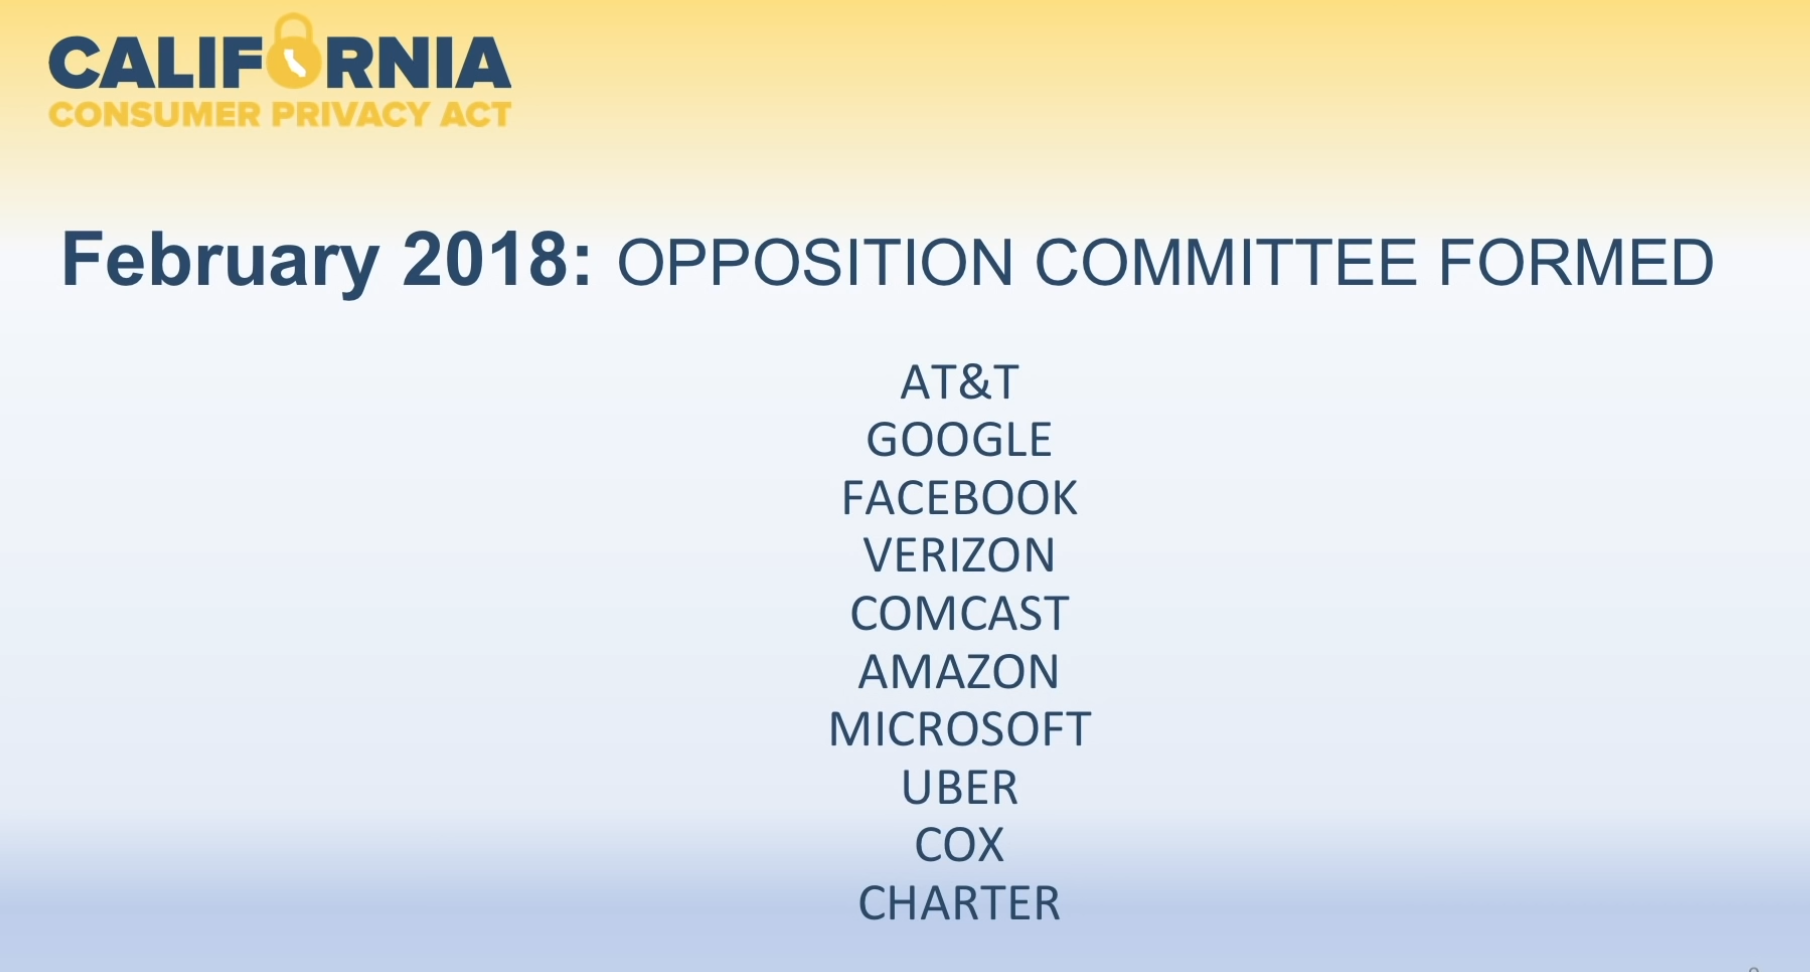 CALIFORNIA
CONSUMER PRIVACY ACT
February 2018: OPPOSITION COMMITTEE FORMED
AT&T
GOOGLE
FACEBOOK
VERIZON
COMCAST
AMAZON
MICROSOFT
UBER
COX
CHARTER